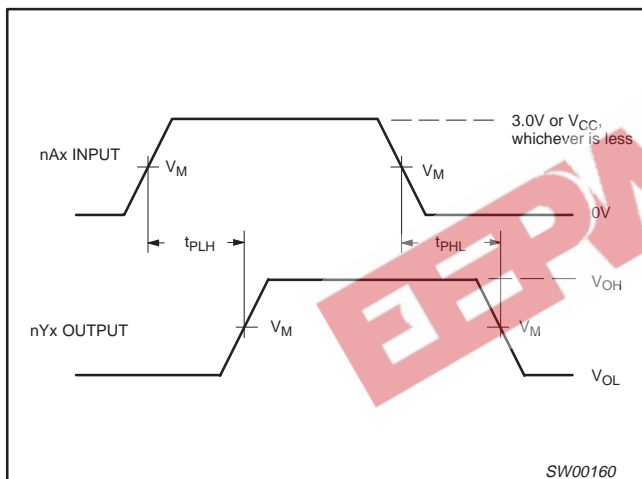 3.0V or VCC,
whichever is less
nAx INPUT
VM
VM
0V
tPLH
tPHL
VOH
nYx OUTPUT
VM
VM
VOL
EEPW
SW00160